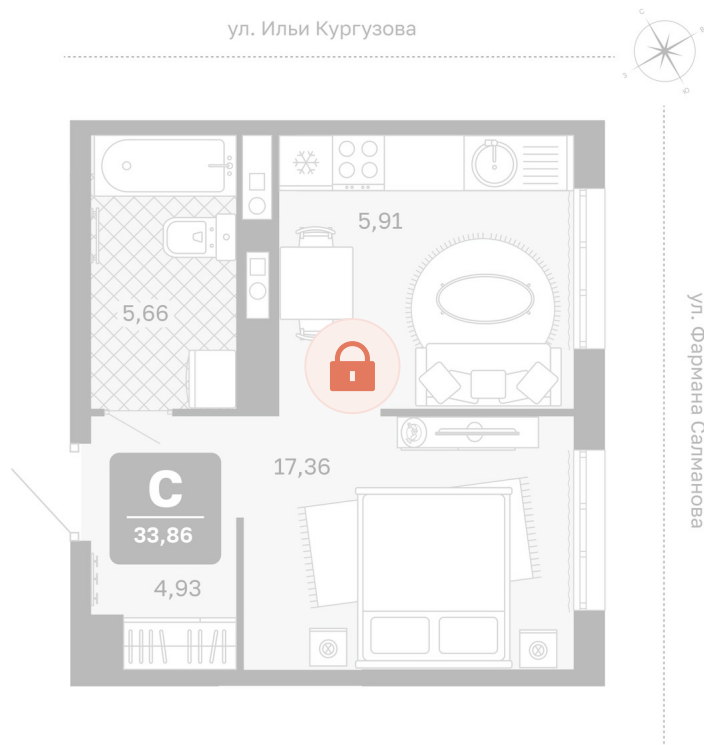 ул. Ильи Кургузова
С
В
З
Ю
5,91
5,66
ул. Фармана Салманова
17,36
С
33,86
4,93